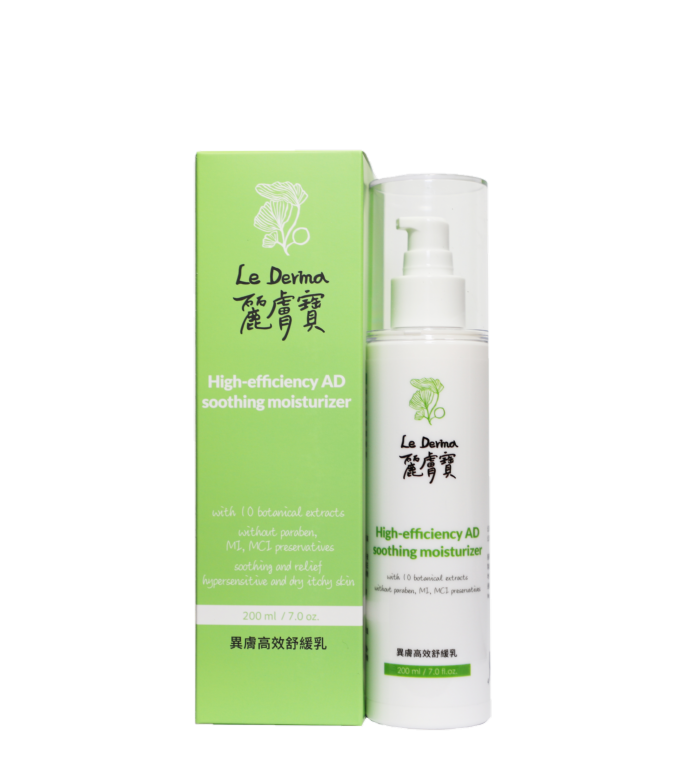 Le Derma
麗膚寶
High-efficiency AD
soothing moisturizer
with 10 botanical extracts
without paraben,
MI, MCI preservatives
soothing and relief
hypersensitive and dry itchy skin
200 ml / 7.0 oz.
異膚高效舒緩乳
Le Derma
麗膚寶
High-efficiency AD
soothing moisturizer
with 10 botanical extracts
without paraben, MI, MCI preservatives
異膚高效舒緩乳
200 ml / 7.0 fl.oz.